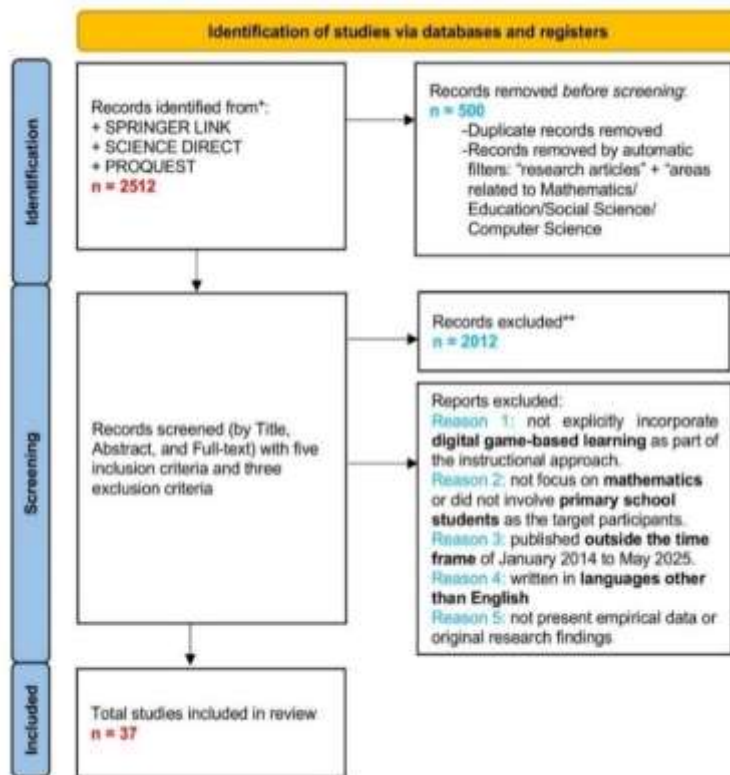 Identification of studies via databases and registers
Identification
Records identified from*:
+ SPRINGER LINK
+ SCIENCE DIRECT
+ PROQUEST
n = 2512
Records removed before screening:
n = 500
-Duplicate records removed
-Records removed by automatic
filters: “research articles” + “areas
related to Mathematics/
Education/Social Science/
Computer Science
Screening
Records screened (by Title,
Abstract, and Full-text) with five
inclusion criteria and three
exclusion criteria
Records excluded**
n = 2012
Reports excluded:
Reason 1: not explicitly incorporate
digital game-based learning as part of
the instructional approach.
Reason 2: not focus on mathematics
or did not involve primary school
students as the target participants.
Reason 3: published outside the time
frame of January 2014 to May 2025.
Reason 4: written in languages other
than English
Reason 5: not present empirical data or
original research findings
Included
Total studies included in review
n = 37